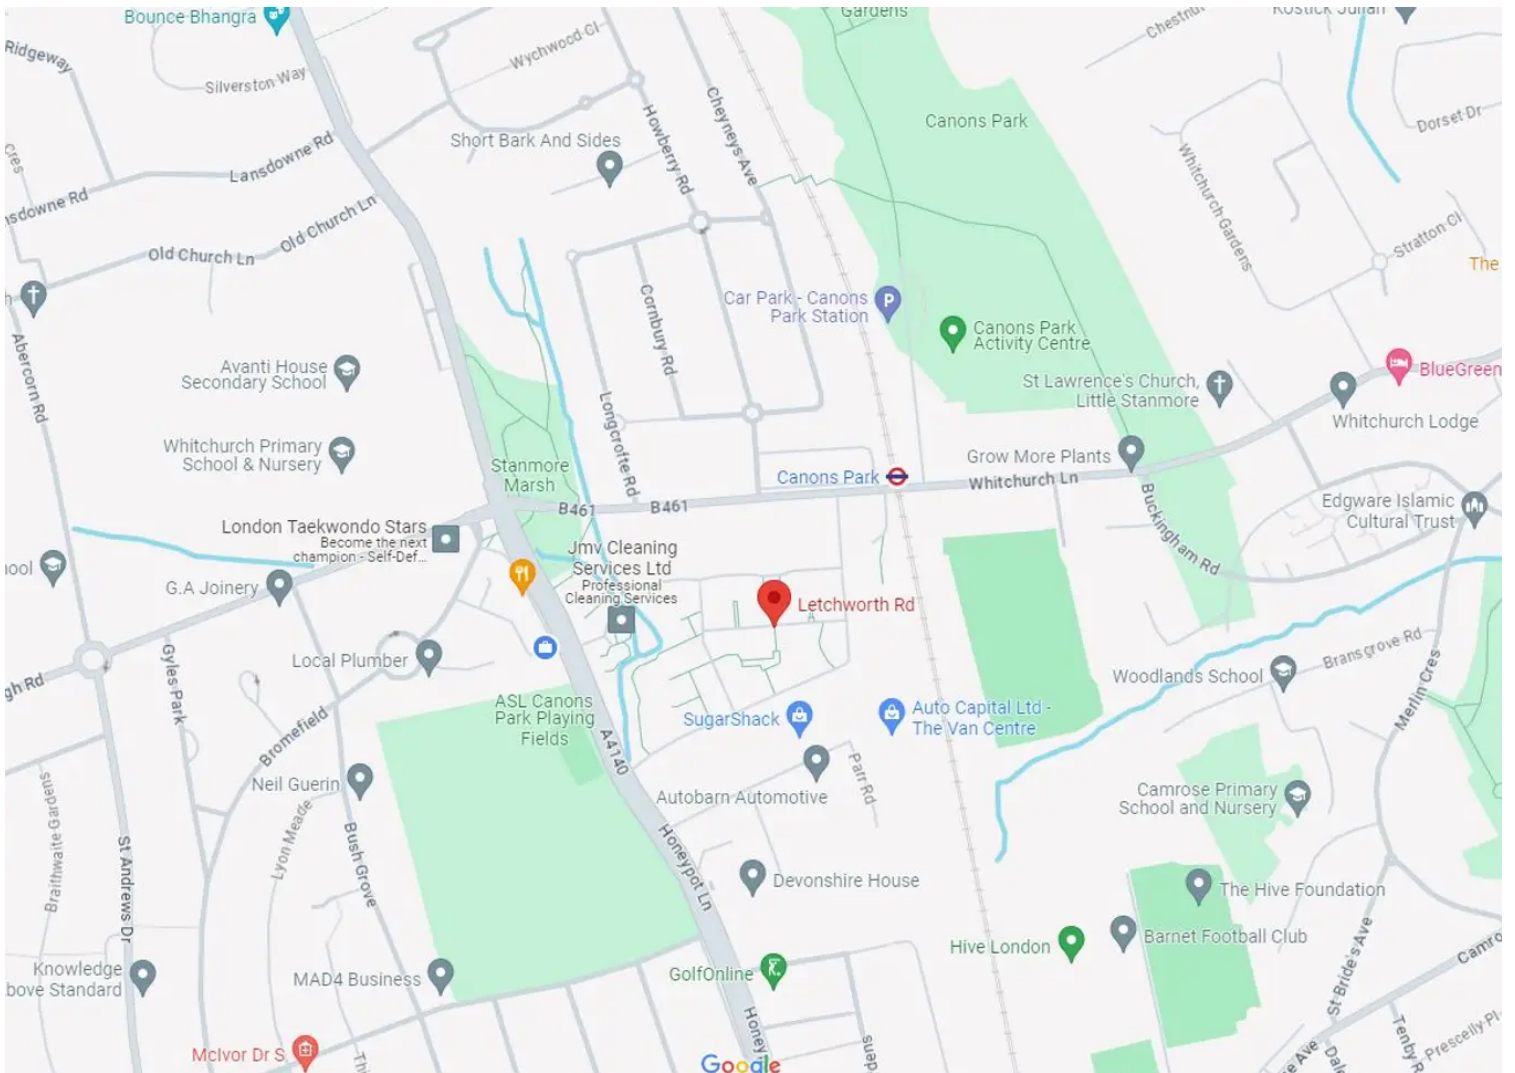 Bounce Bhangra
Gardens
Ridgeway
Silverston Way
Wychwood Cl
Canons Park
Dorset Dr
Short Bark And Sides
Howberry Rd
Cheyneys Ave
Lansdowne Rd
Whitchurch Gardens
Stratton Cl
Old Church Ln
Old Church Ln
The
Car Park - Canons
Park Station
Canons Park
Activity Centre
Cornbury Rd
Abercorn Rd
Avanti House
Secondary School
St Lawrence's Church,
Little Stanmore
BlueGreen
Whitchurch Lodge
Longcrofte Rd
Whitchurch Primary
School & Nursery
Stanmore
Marsh
Grow More Plants
Canons Park
Whitchurch Ln
B461
B461
Edgware Islamic
Cultural Trust
Buckingham Rd
London Taekwondo Stars
Become the next
champion - Self-Def...
Jmv Cleaning
Services Ltd
Professional
Cleaning Services
G.A Joinery
Letchworth Rd
Local Plumber
Gyles Park
Bransgrove Rd
Woodlands School
Merlin Cres
ASL Canons
Park Playing
Fields
SugarShack
Auto Capital Ltd -
The Van Centre
Bromefield
A4140
Neil Guerin
Autobarn Automotive
Parr Rd
Camrose Primary
School and Nursery
Braithwaite Gardens
Lyon Meade
St Andrews Dr
Bush Grove
Honeypot Ln
Devonshire House
The Hive Foundation
Barnet Football Club
Hive London
St Bride's Ave
Knowledge
MAD4 Business
GolfOnline
Prescelly Pl
McIvor Dr S
Google